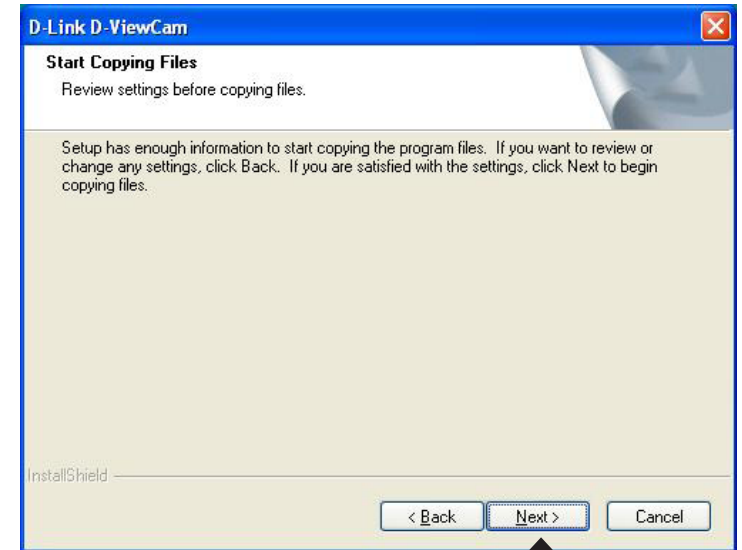 D-Link D-ViewCam
Start Copying Files
Review settings before copying files.
Setup has enough information to start copying the program files. If you want to review or
change any settings, click Back. If you are satisfied with the settings, click Next to begin
copying files.
InstallShield
< Back Next > Cancel